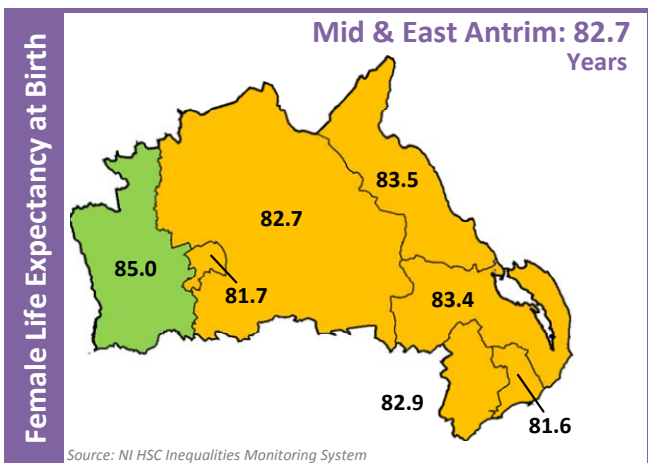 Female Life Expectancy at Birth
Mid & East Antrim: 82.7
Years
83.5
82.7
85.0
81.7
83.4
82.9
81.6
Source: NI HSC Inequalities Monitoring System